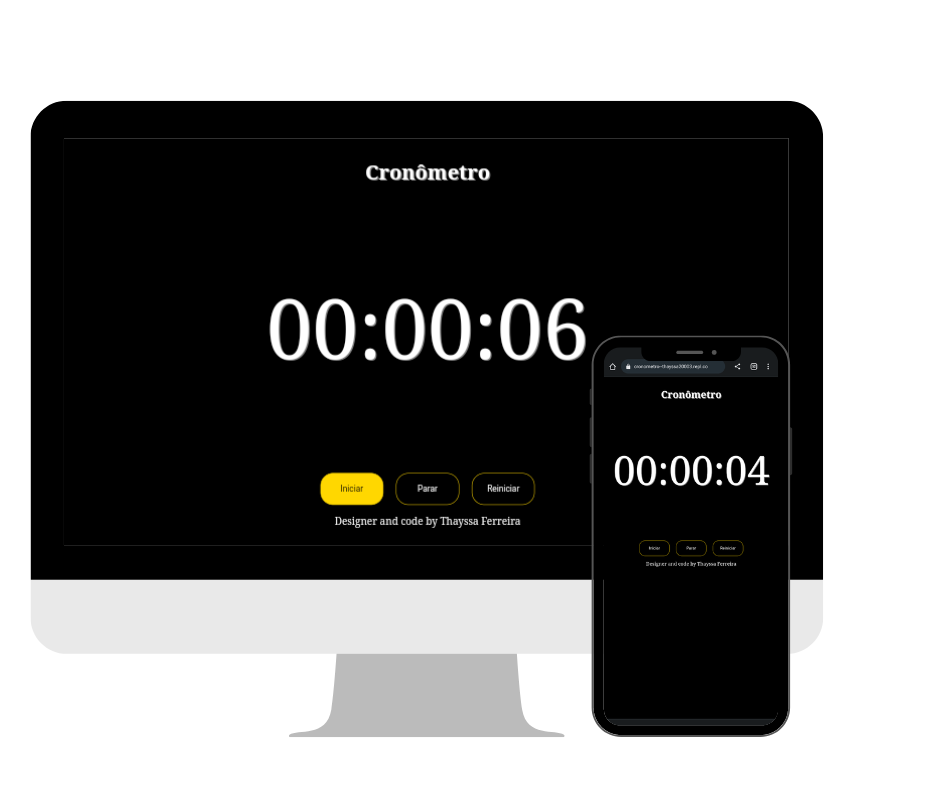 Cronômetro
00:00:06
Iniciar Parar Reiniciar
Designer and code by Thayssa Ferreira
cronometro-thayssa20023.repl.co
Cronômetro
00:00:04
Iniciar Parar Reiniciar
Designer and code by Thayssa Ferreira